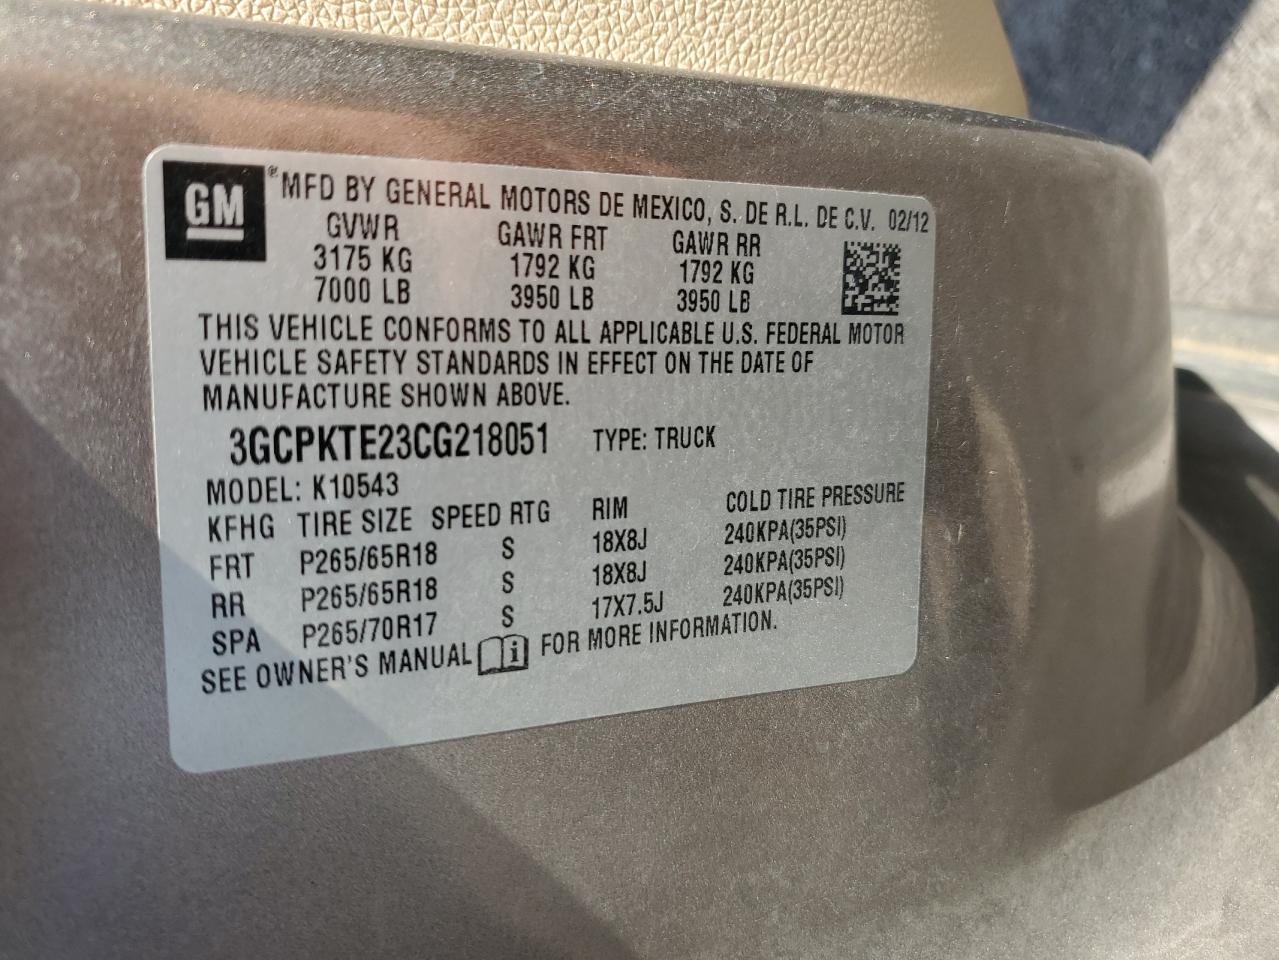 GM ® MFD BY GENERAL MOTORS DE MEXICO, S. DE R.L. DE C.V. 02/12
GVWR GAWR FRT GAWR RR
3175 KG 1792 KG 1792 KG
7000 LB 3950 LB 3950 LB
THIS VEHICLE CONFORMS TO ALL APPLICABLE U.S. FEDERAL MOTOR
VEHICLE SAFETY STANDARDS IN EFFECT ON THE DATE OF
MANUFACTURE SHOWN ABOVE.
3GCPKTE23CG218051 TYPE: TRUCK
MODEL: K10543
KFHG TIRE SIZE SPEED RTG RIM COLD TIRE PRESSURE
FRT P265/65R18 S 18X8J 240KPA(35PSI)
RR P265/65R18 S 18X8J 240KPA(35PSI)
SPA P265/70R17 S 17X7.5J 240KPA(35PSI)
SEE OWNER'S MANUAL i FOR MORE INFORMATION.